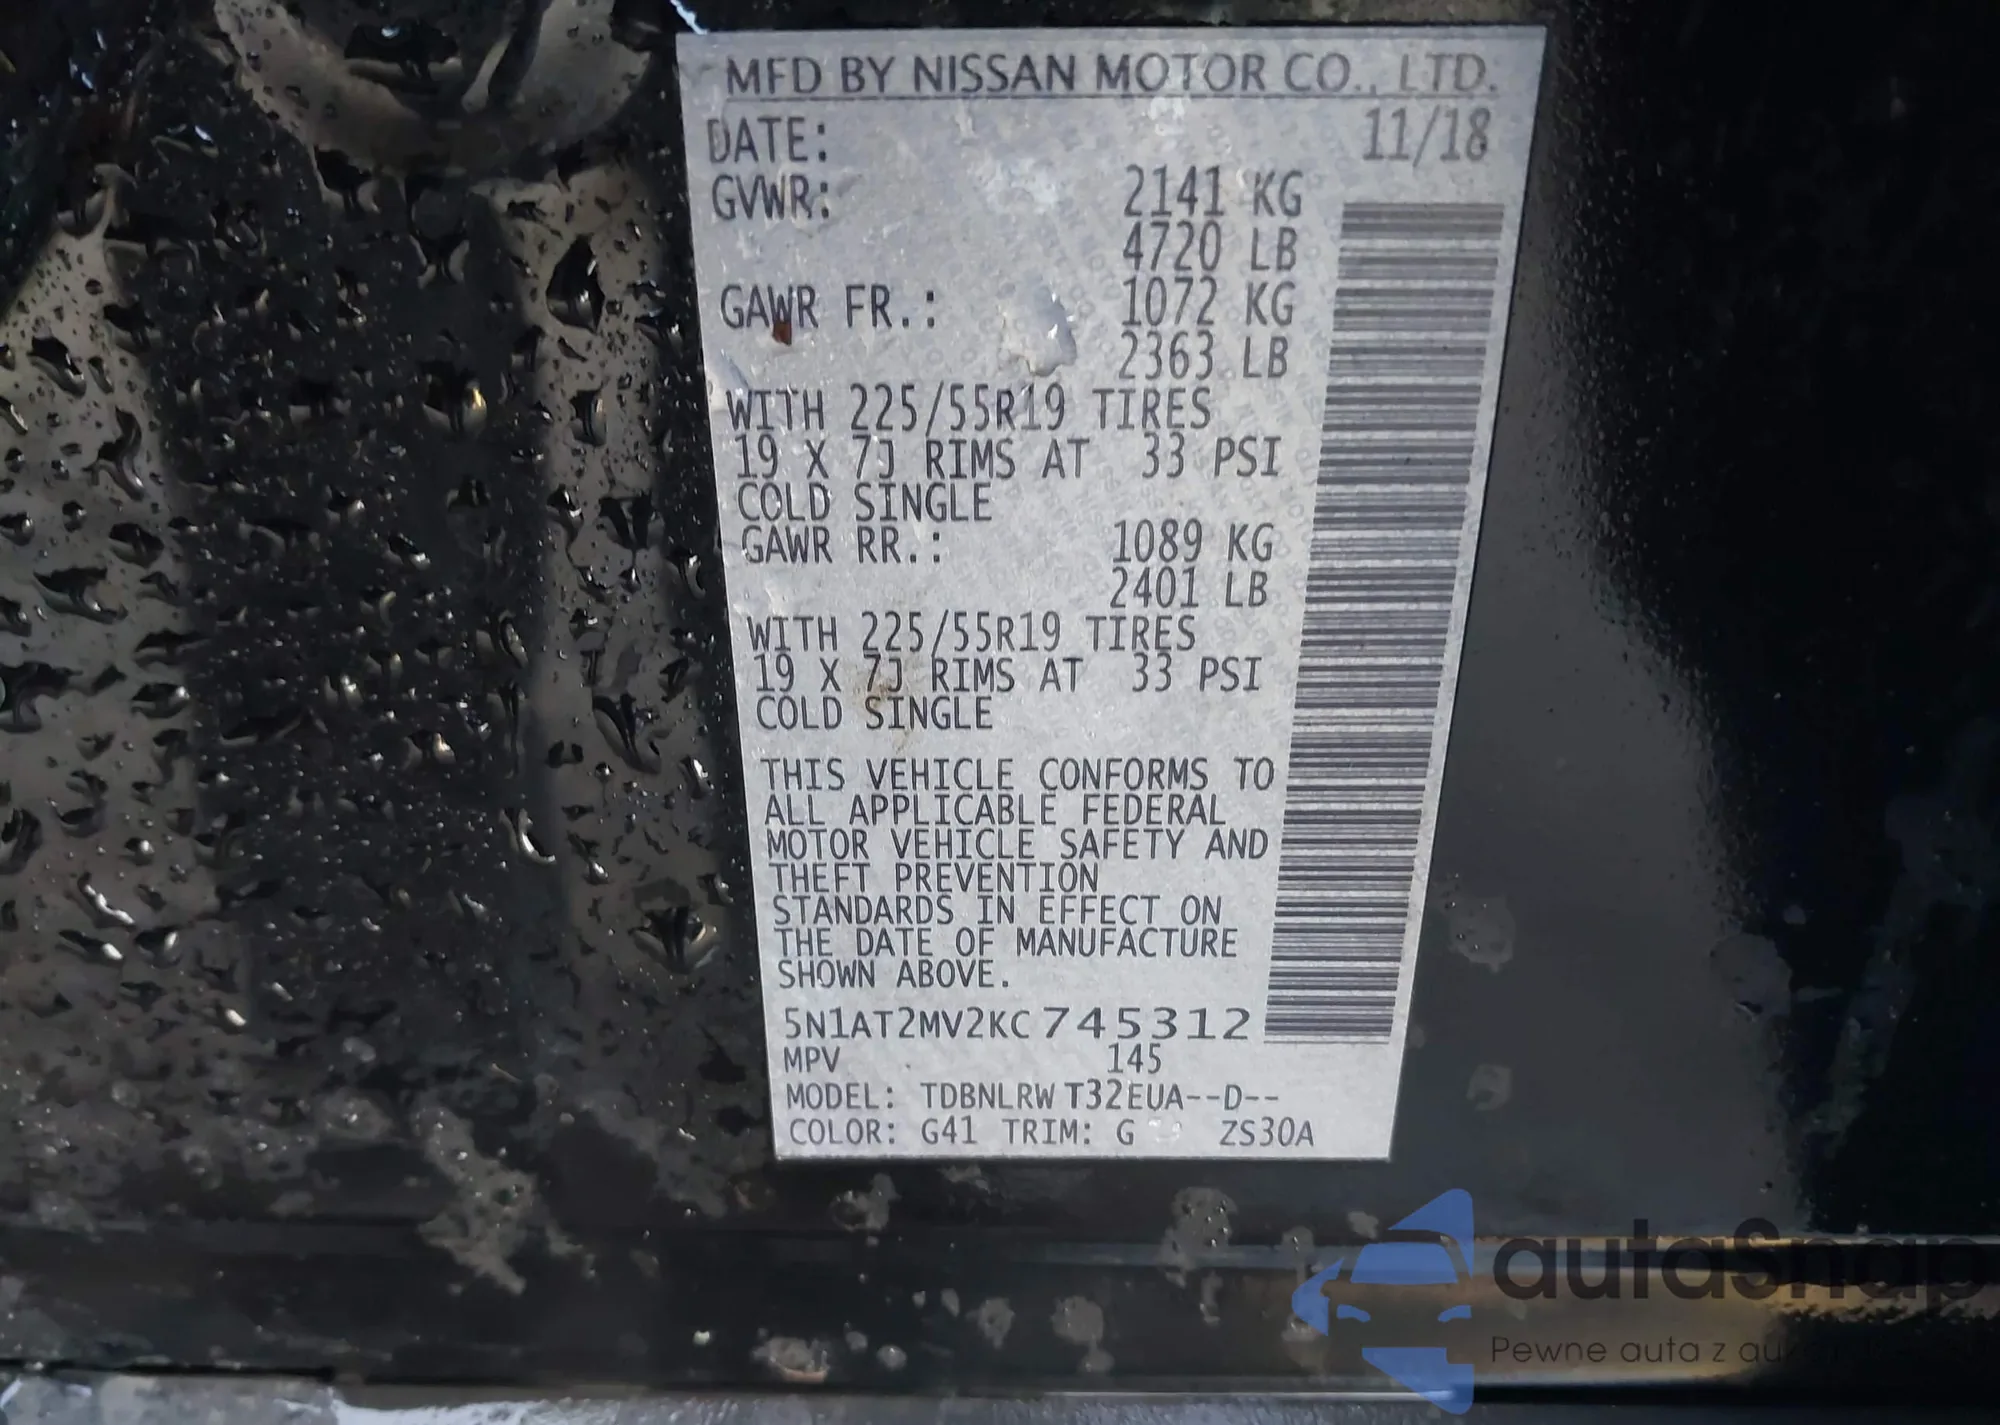 MFD BY NISSAN MOTOR CO., LTD.
DATE: 11/18
GVWR: 2141 KG
4720 LB
GAWR FR.: 1072 KG
2363 LB
WITH 225/55R19 TIRES
19 X 7J RIMS AT 33 PSI
COLD SINGLE
GAWR RR.: 1089 KG
2401 LB
WITH 225/55R19 TIRES
19 X 7J RIMS AT 33 PSI
COLD SINGLE
THIS VEHICLE CONFORMS TO
ALL APPLICABLE FEDERAL
MOTOR VEHICLE SAFETY AND
THEFT PREVENTION
STANDARDS IN EFFECT ON
THE DATE OF MANUFACTURE
SHOWN ABOVE.
5N1AT2MV2KC745312
MPV 145
MODEL: TDBNLRW T32EUA--D--
COLOR: G41 TRIM: G ZS30A
autaSnap
Pewne auta z